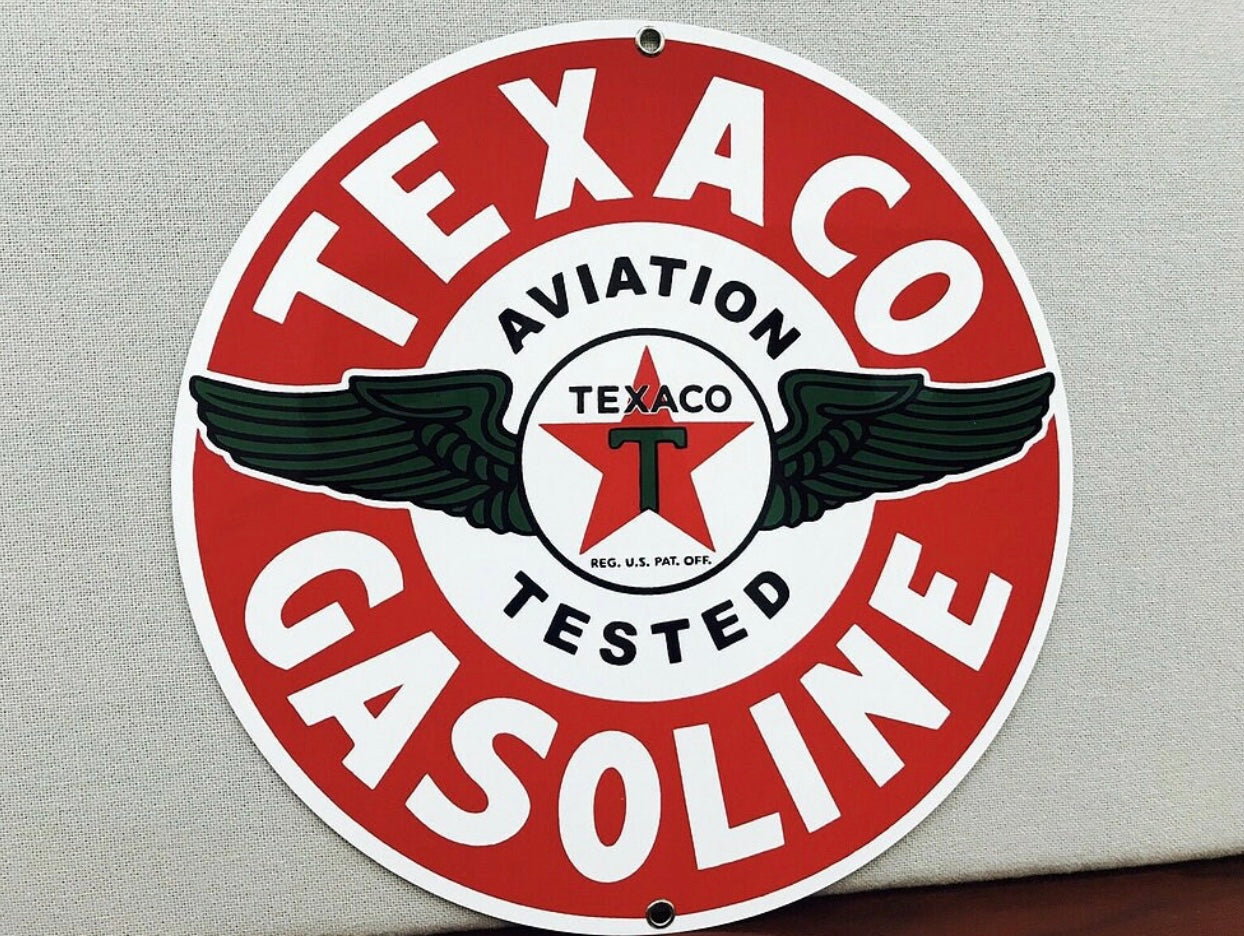 TEXACO
AVIATION
TEXACO
T
REG. U.S. PAT. OFF.
TESTED
GASOLINE